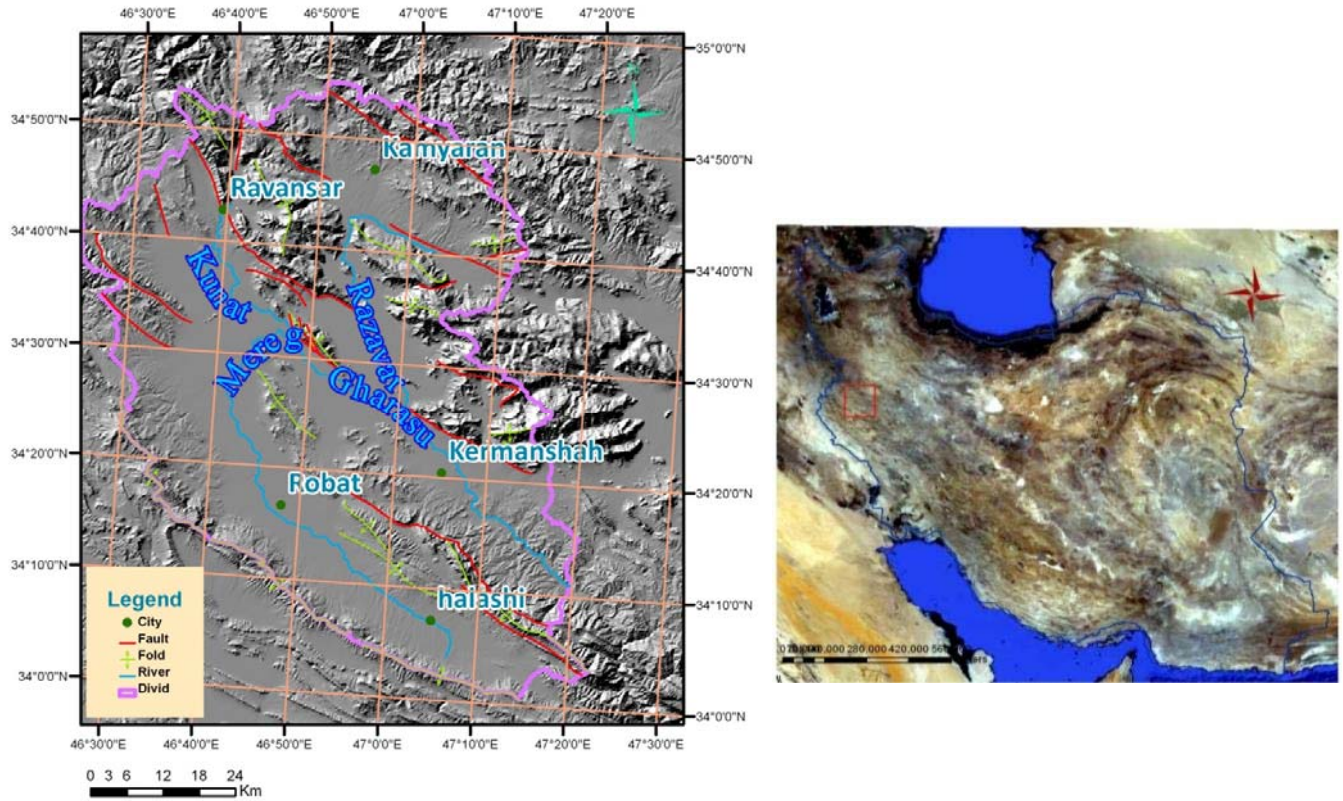 46°30'0"E 46°40'0"E 46°50'0"E 47°0'0"E 47°10'0"E 47°20'0"E
35°0'0"N
34°50'0"N
34°50'0"N
34°40'0"N
34°40'0"N
34°30'0"N
34°30'0"N
34°20'0"N
34°20'0"N
34°10'0"N
34°10'0"N
34°0'0"N
34°0'0"N
Kamyaran
Ravansar
Razavar
Mereg
Gharasu
Kermanshah
Robat
halashi
Legend
City
Fault
Fold
River
Divid
46°30'0"E 46°40'0"E 46°50'0"E 47°0'0"E 47°10'0"E 47°20'0"E 47°30'0"E
0 3 6 12 18 24
Km
280,000 420,000